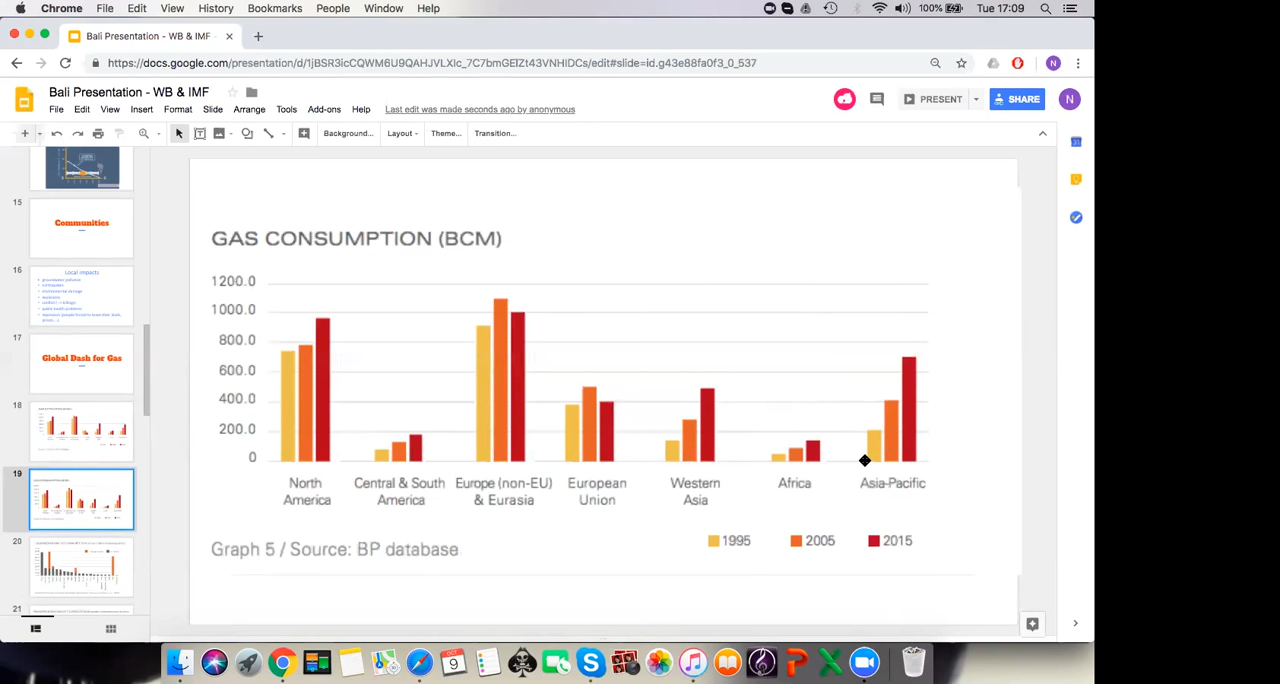 Chrome File Edit View History Bookmarks People Window Help 100% Tue 17:09
Bali Presentation - WB & IMF -
https://docs.google.com/presentation/d/1jBSR3icCQWM6U9QAHJVLXIc_7C7bmGEIZt43VNHIDCs/edit#slide=id.g43e88fa0f3_0_537
N
Bali Presentation - WB & IMF
File Edit View Insert Format Slide Arrange Tools Add-ons Help Last edit was made seconds ago by anonymous
PRESENT SHARE N
Background... Layout Theme... Transition...
15
Communities
16
Local impacts
17
Global Dash for Gas
18
19
20
21
GAS CONSUMPTION (BCM)
1200.0
1000.0
800.0
600.0
400.0
200.0
0
North America
Central & South America
Europe (non-EU) & Eurasia
European Union
Western Asia
Africa
Asia-Pacific
1995 2005 2015
Graph 5 / Source: BP database
OCT
9